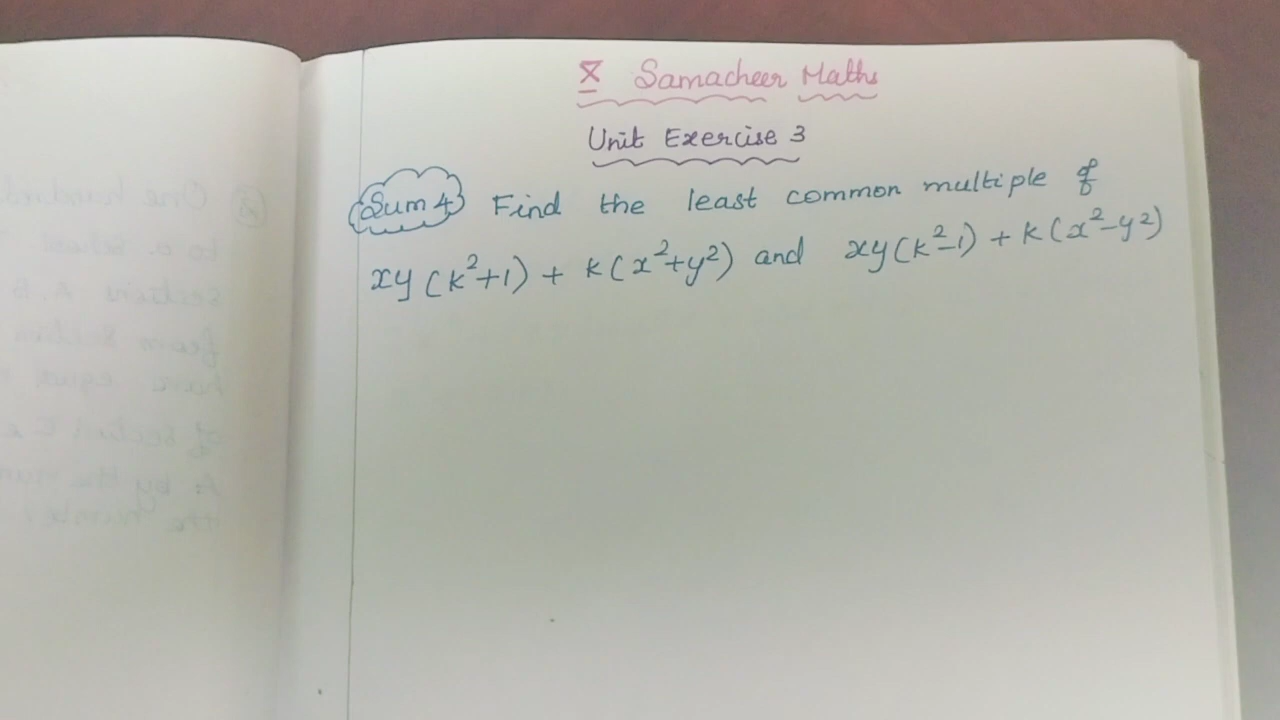 X Samacheer Maths
Unit Exercise 3
Sum 4 Find the least common multiple of
xy(k²+1) + k(x²+y²) and xy(k²-1) + k(x²-y²)